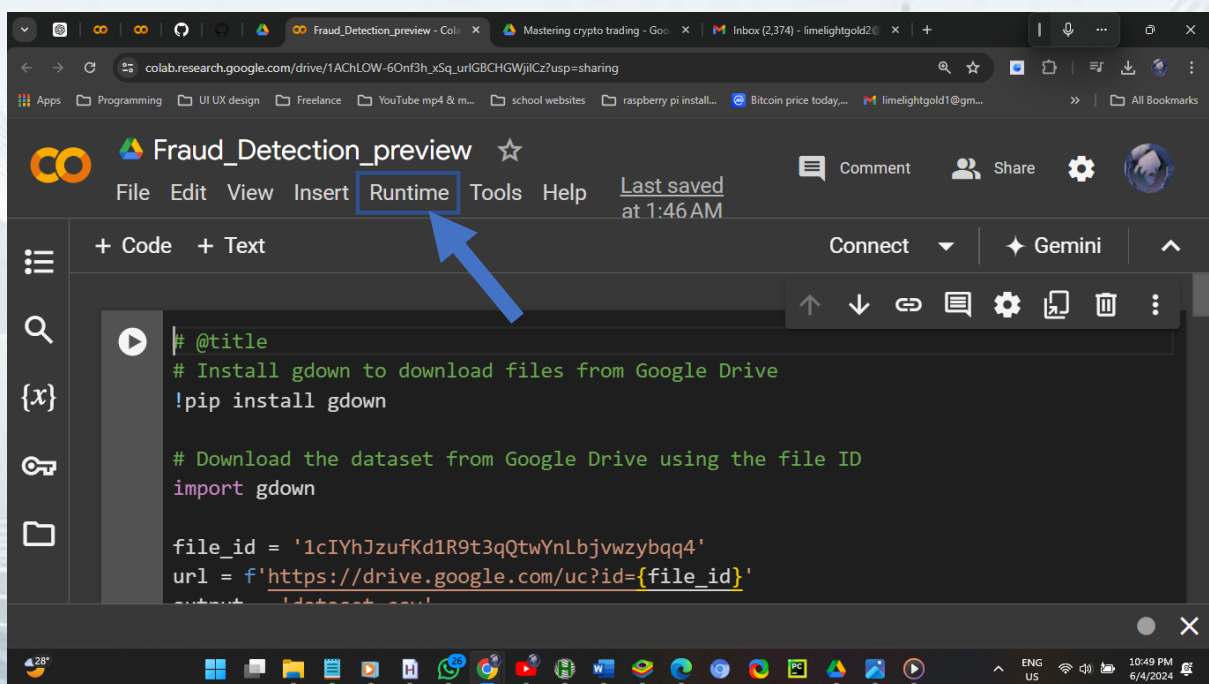 Fraud_Detection_preview - Cola
Mastering crypto trading - Goo
Inbox (2,374) - limelightgold2@
colab.research.google.com/drive/1AChLOW-6Onf3h_xSq_urlGBCHGWjilCz?usp=sharing
Apps Programming UI UX design Freelance YouTube mp4 & m... school websites raspberry pi install... Bitcoin price today,... limelightgold1@gm... » All Bookmarks
CO Fraud_Detection_preview
Comment Share
File Edit View Insert Runtime Tools Help Last saved
at 1:46 AM
+ Code + Text Connect Gemini
# @title
# Install gdown to download files from Google Drive
!pip install gdown
# Download the dataset from Google Drive using the file ID
import gdown
{x}
file_id = '1cIYhJzufKd1R9t3qQtwYnLbjvwzybqq4'
url = f'https://drive.google.com/uc?id={file_id}'
28°
26
ENG
US
10:49 PM
6/4/2024